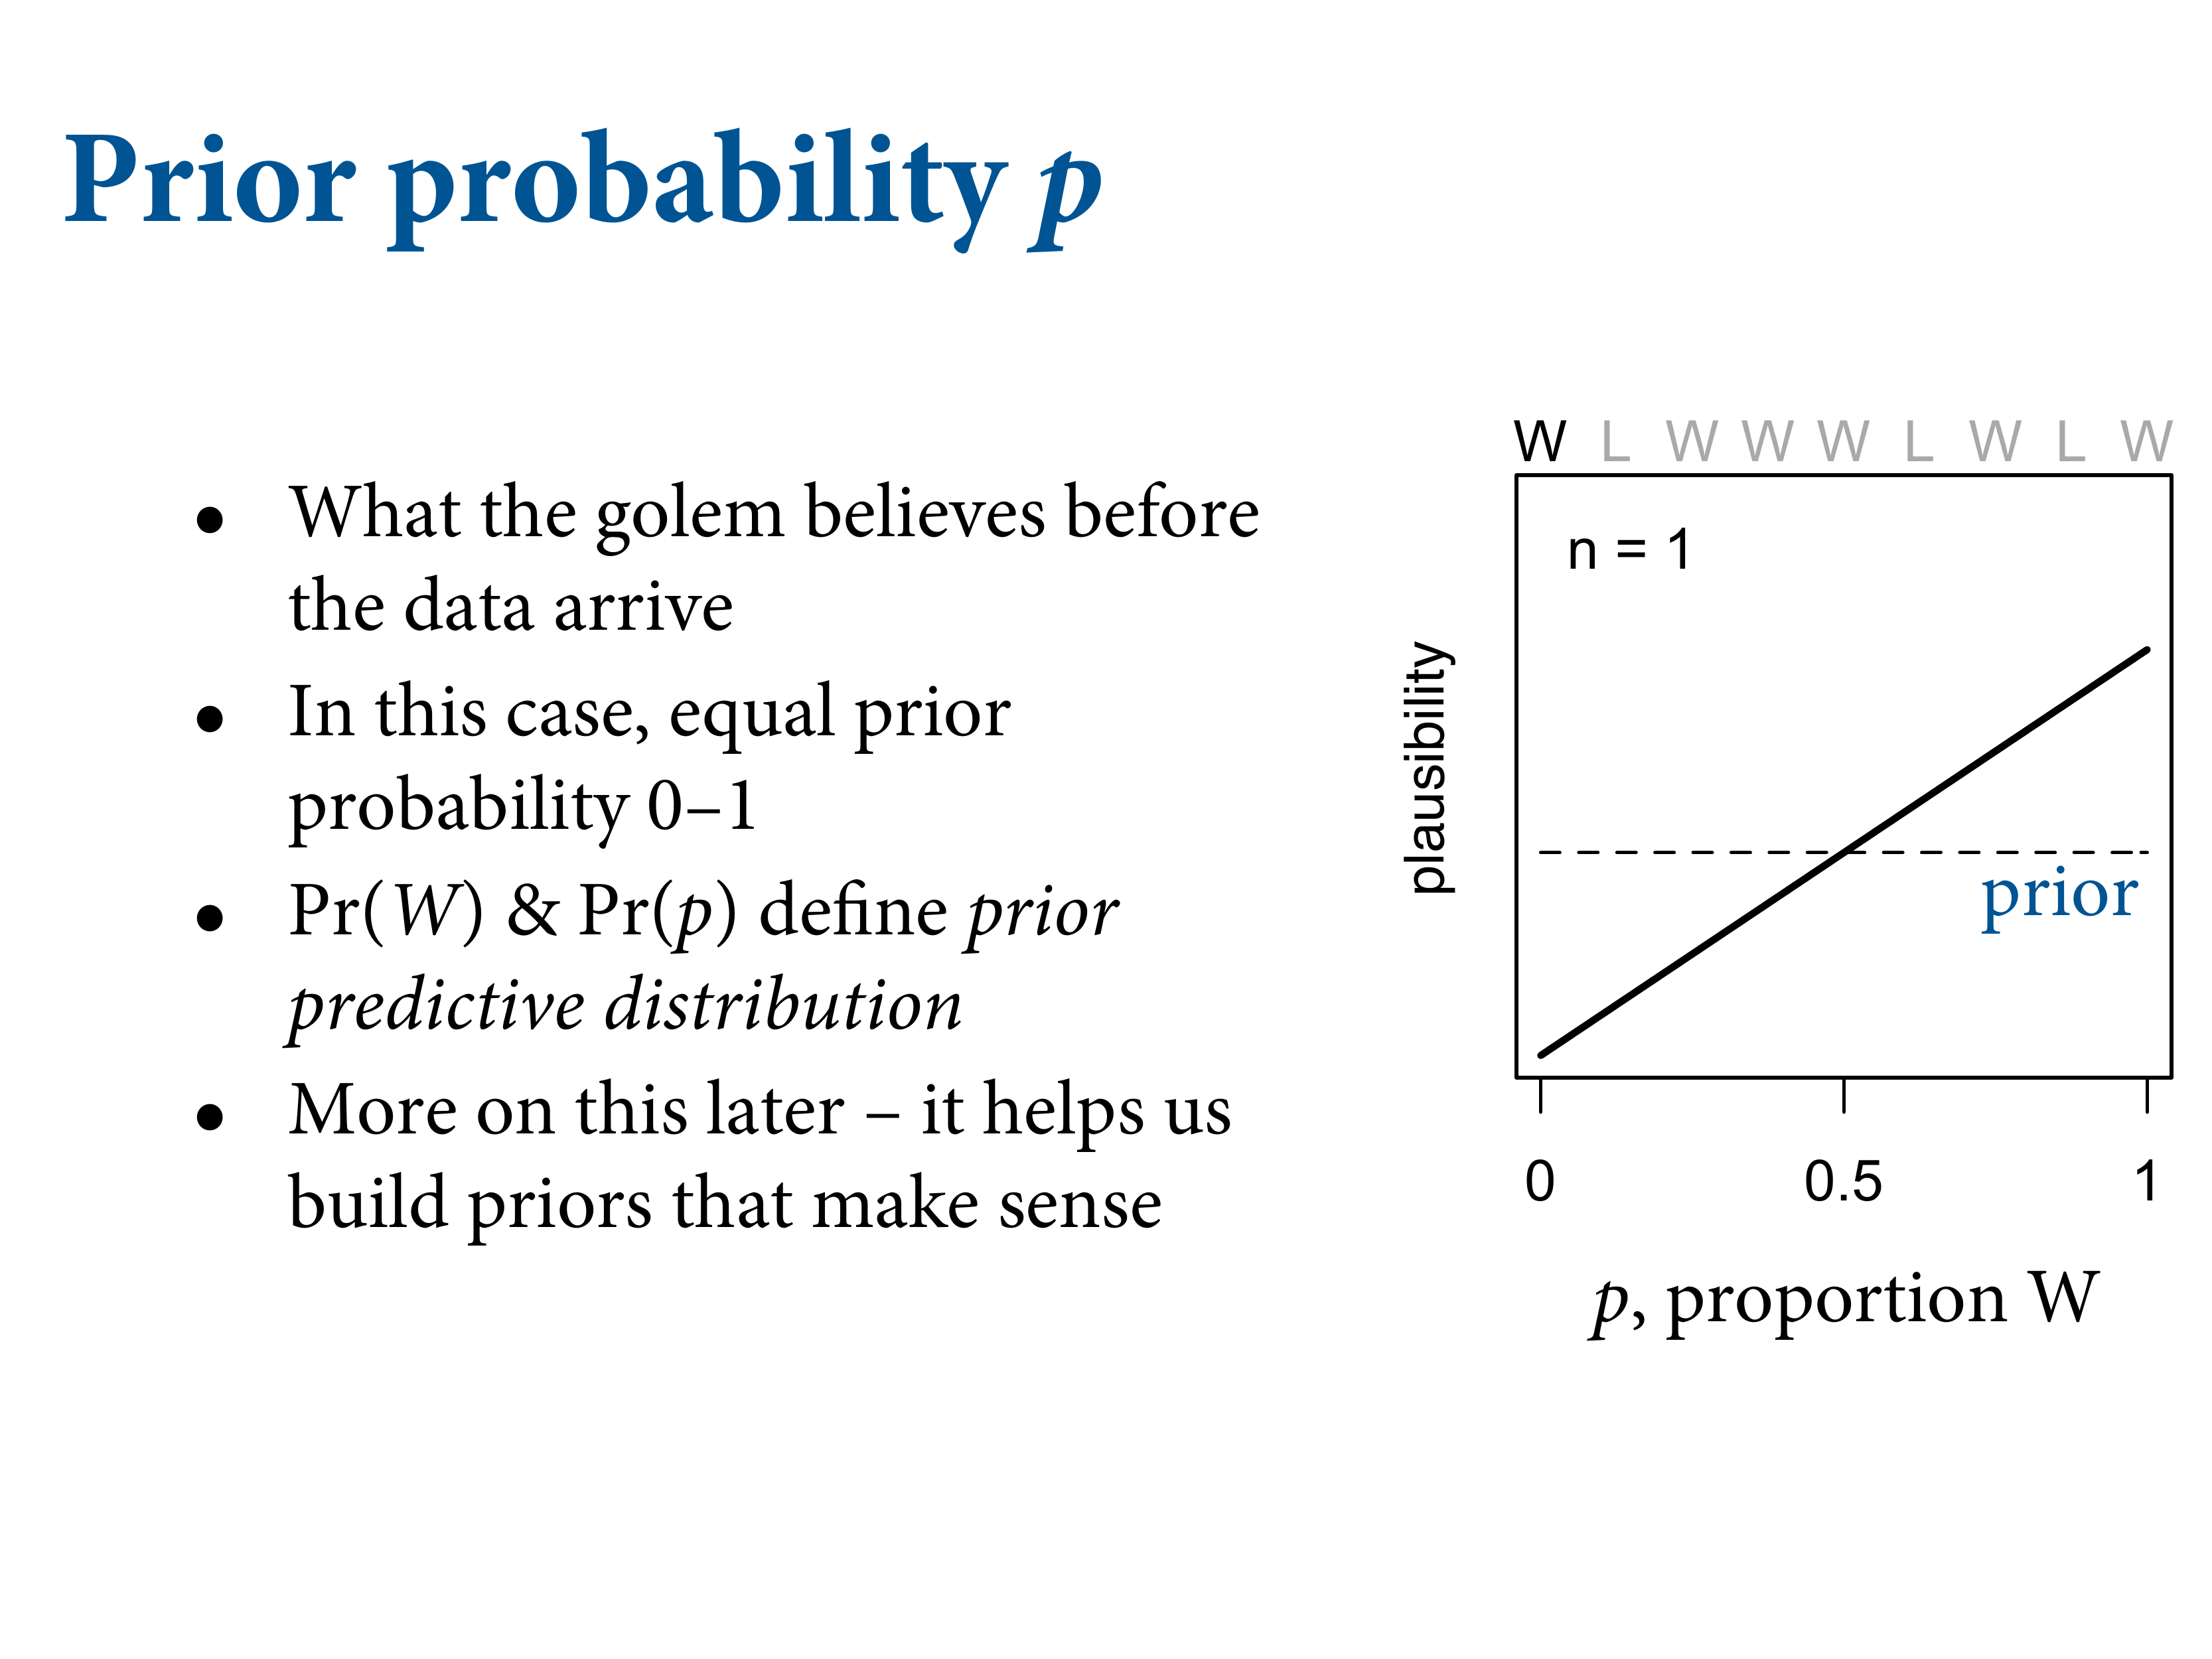 Prior probability p
• What the golem believes before
the data arrive
• In this case, equal prior
probability 0–1
• Pr(W) & Pr(p) define prior
predictive distribution
• More on this later – it helps us
build priors that make sense
W L W W W L W L W
n = 1
plausibility
prior
0 0.5 1
p, proportion W